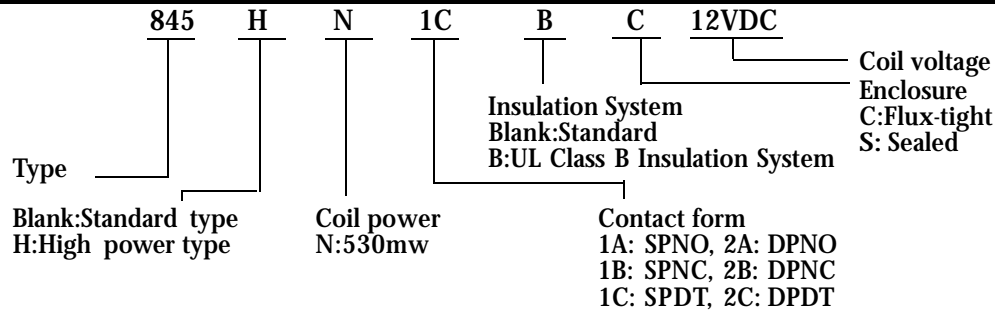 845 H N 1C B C 12VDC
Coil voltage
Enclosure
C:Flux-tight
S: Sealed
Insulation System
Blank:Standard
B:UL Class B Insulation System
Type
Blank:Standard type
H:High power type
Coil power
N:530mw
Contact form
1A: SPNO, 2A: DPNO
1B: SPNC, 2B: DPNC
1C: SPDT, 2C: DPDT